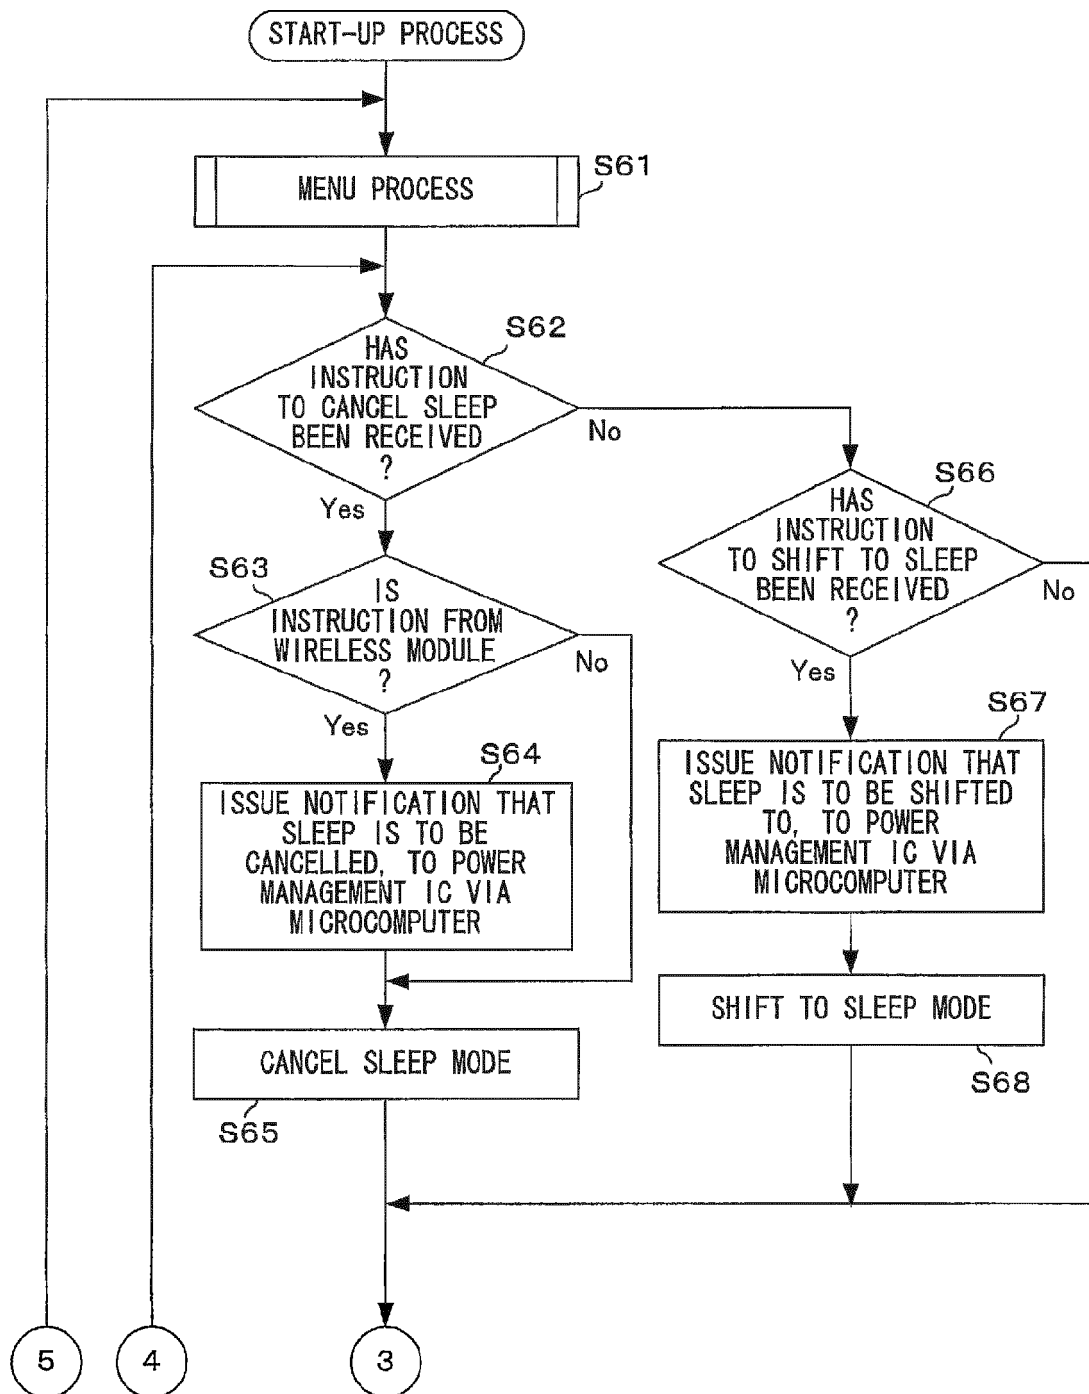 START-UP PROCESS
MENU PROCESS
S61
S62
HAS
INSTRUCTION
TO CANCEL SLEEP
BEEN RECEIVED
?
No
Yes
S66
HAS
INSTRUCTION
TO SHIFT TO SLEEP
BEEN RECEIVED
?
No
Yes
S63
IS
INSTRUCTION FROM
WIRELESS MODULE
?
No
Yes
S64
ISSUE NOTIFICATION THAT
SLEEP IS TO BE
CANCELLED, TO POWER
MANAGEMENT IC VIA
MICROCOMPUTER
S67
ISSUE NOTIFICATION THAT
SLEEP IS TO BE SHIFTED
TO, TO POWER
MANAGEMENT IC VIA
MICROCOMPUTER
CANCEL SLEEP MODE
S65
SHIFT TO SLEEP MODE
S68
5
4
3